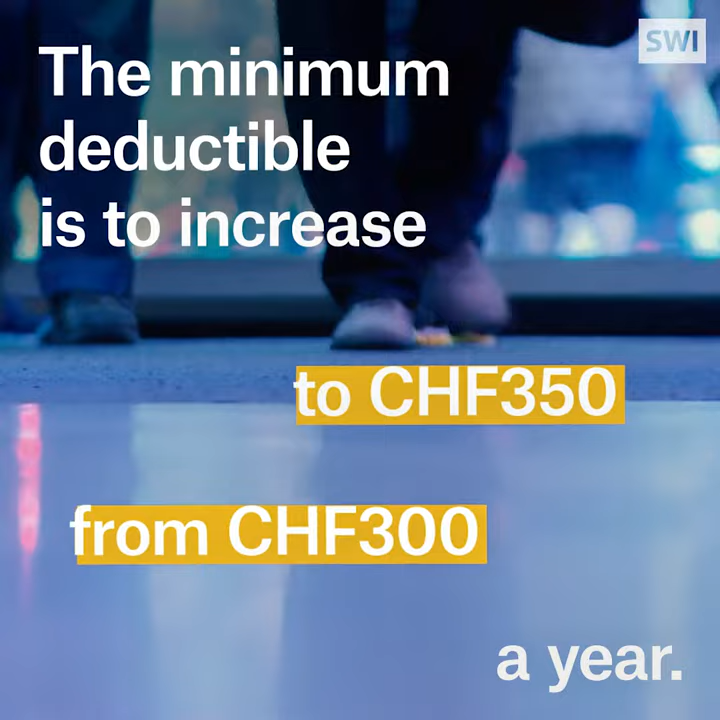 SWI
The minimum
deductible
is to increase
to CHF350
from CHF300
a year.